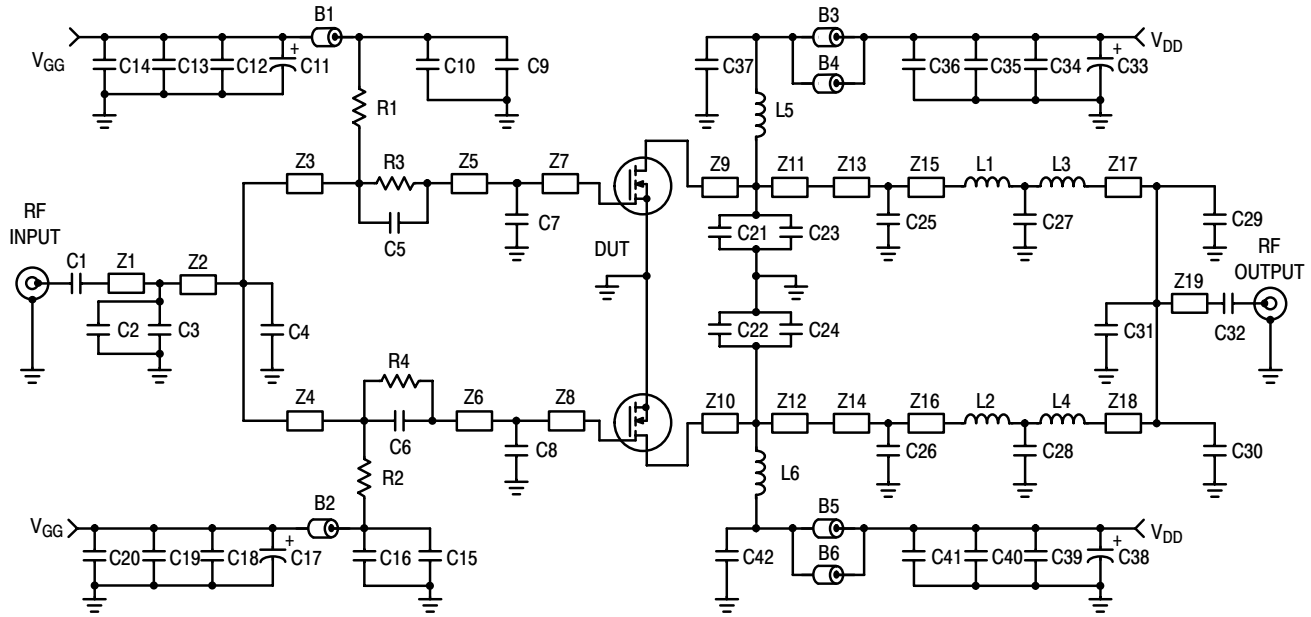 B1
B3
V_GG
C14
C13
C12
+
C11
C10
C9
C37
B4
C36
C35
C34
+
C33
V_DD
R1
L5
Z3
R3
Z5
Z7
Z9
Z11
Z13
Z15
L1
L3
Z17
C5
C7
C21
C23
C25
C27
C29
RF
INPUT
C1
Z1
Z2
DUT
RF
OUTPUT
Z19
C2
C3
C4
C22
C24
C31
C32
R4
Z4
Z6
Z8
Z10
Z12
Z14
Z16
L2
L4
Z18
C6
C8
C26
C28
C30
R2
L6
B2
B5
V_GG
C20
C19
C18
+
C17
C16
C15
C42
B6
C41
C40
C39
+
C38
V_DD